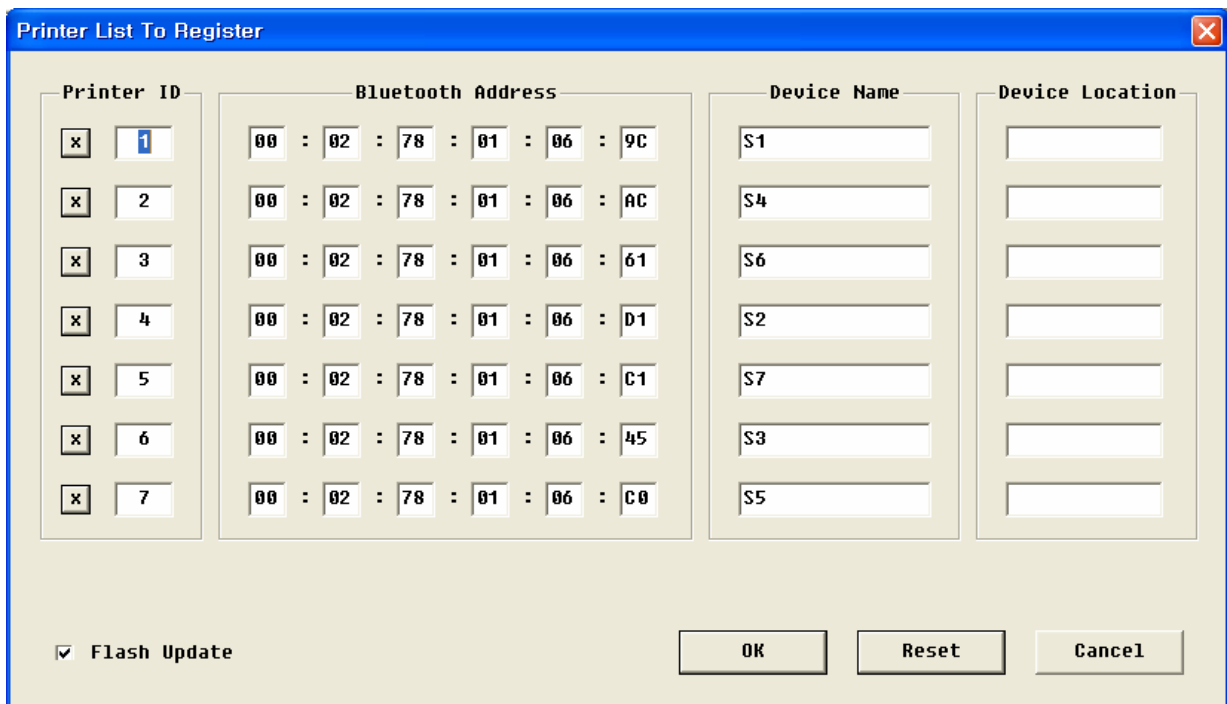 Printer List To Register
Printer ID Bluetooth Address Device Name Device Location
x 1 00 : 02 : 78 : 01 : 06 : 9C S1
x 2 00 : 02 : 78 : 01 : 06 : AC S4
x 3 00 : 02 : 78 : 01 : 06 : 61 S6
x 4 00 : 02 : 78 : 01 : 06 : D1 S2
x 5 00 : 02 : 78 : 01 : 06 : C1 S7
x 6 00 : 02 : 78 : 01 : 06 : 45 S3
x 7 00 : 02 : 78 : 01 : 06 : C0 S5
Flash Update OK Reset Cancel